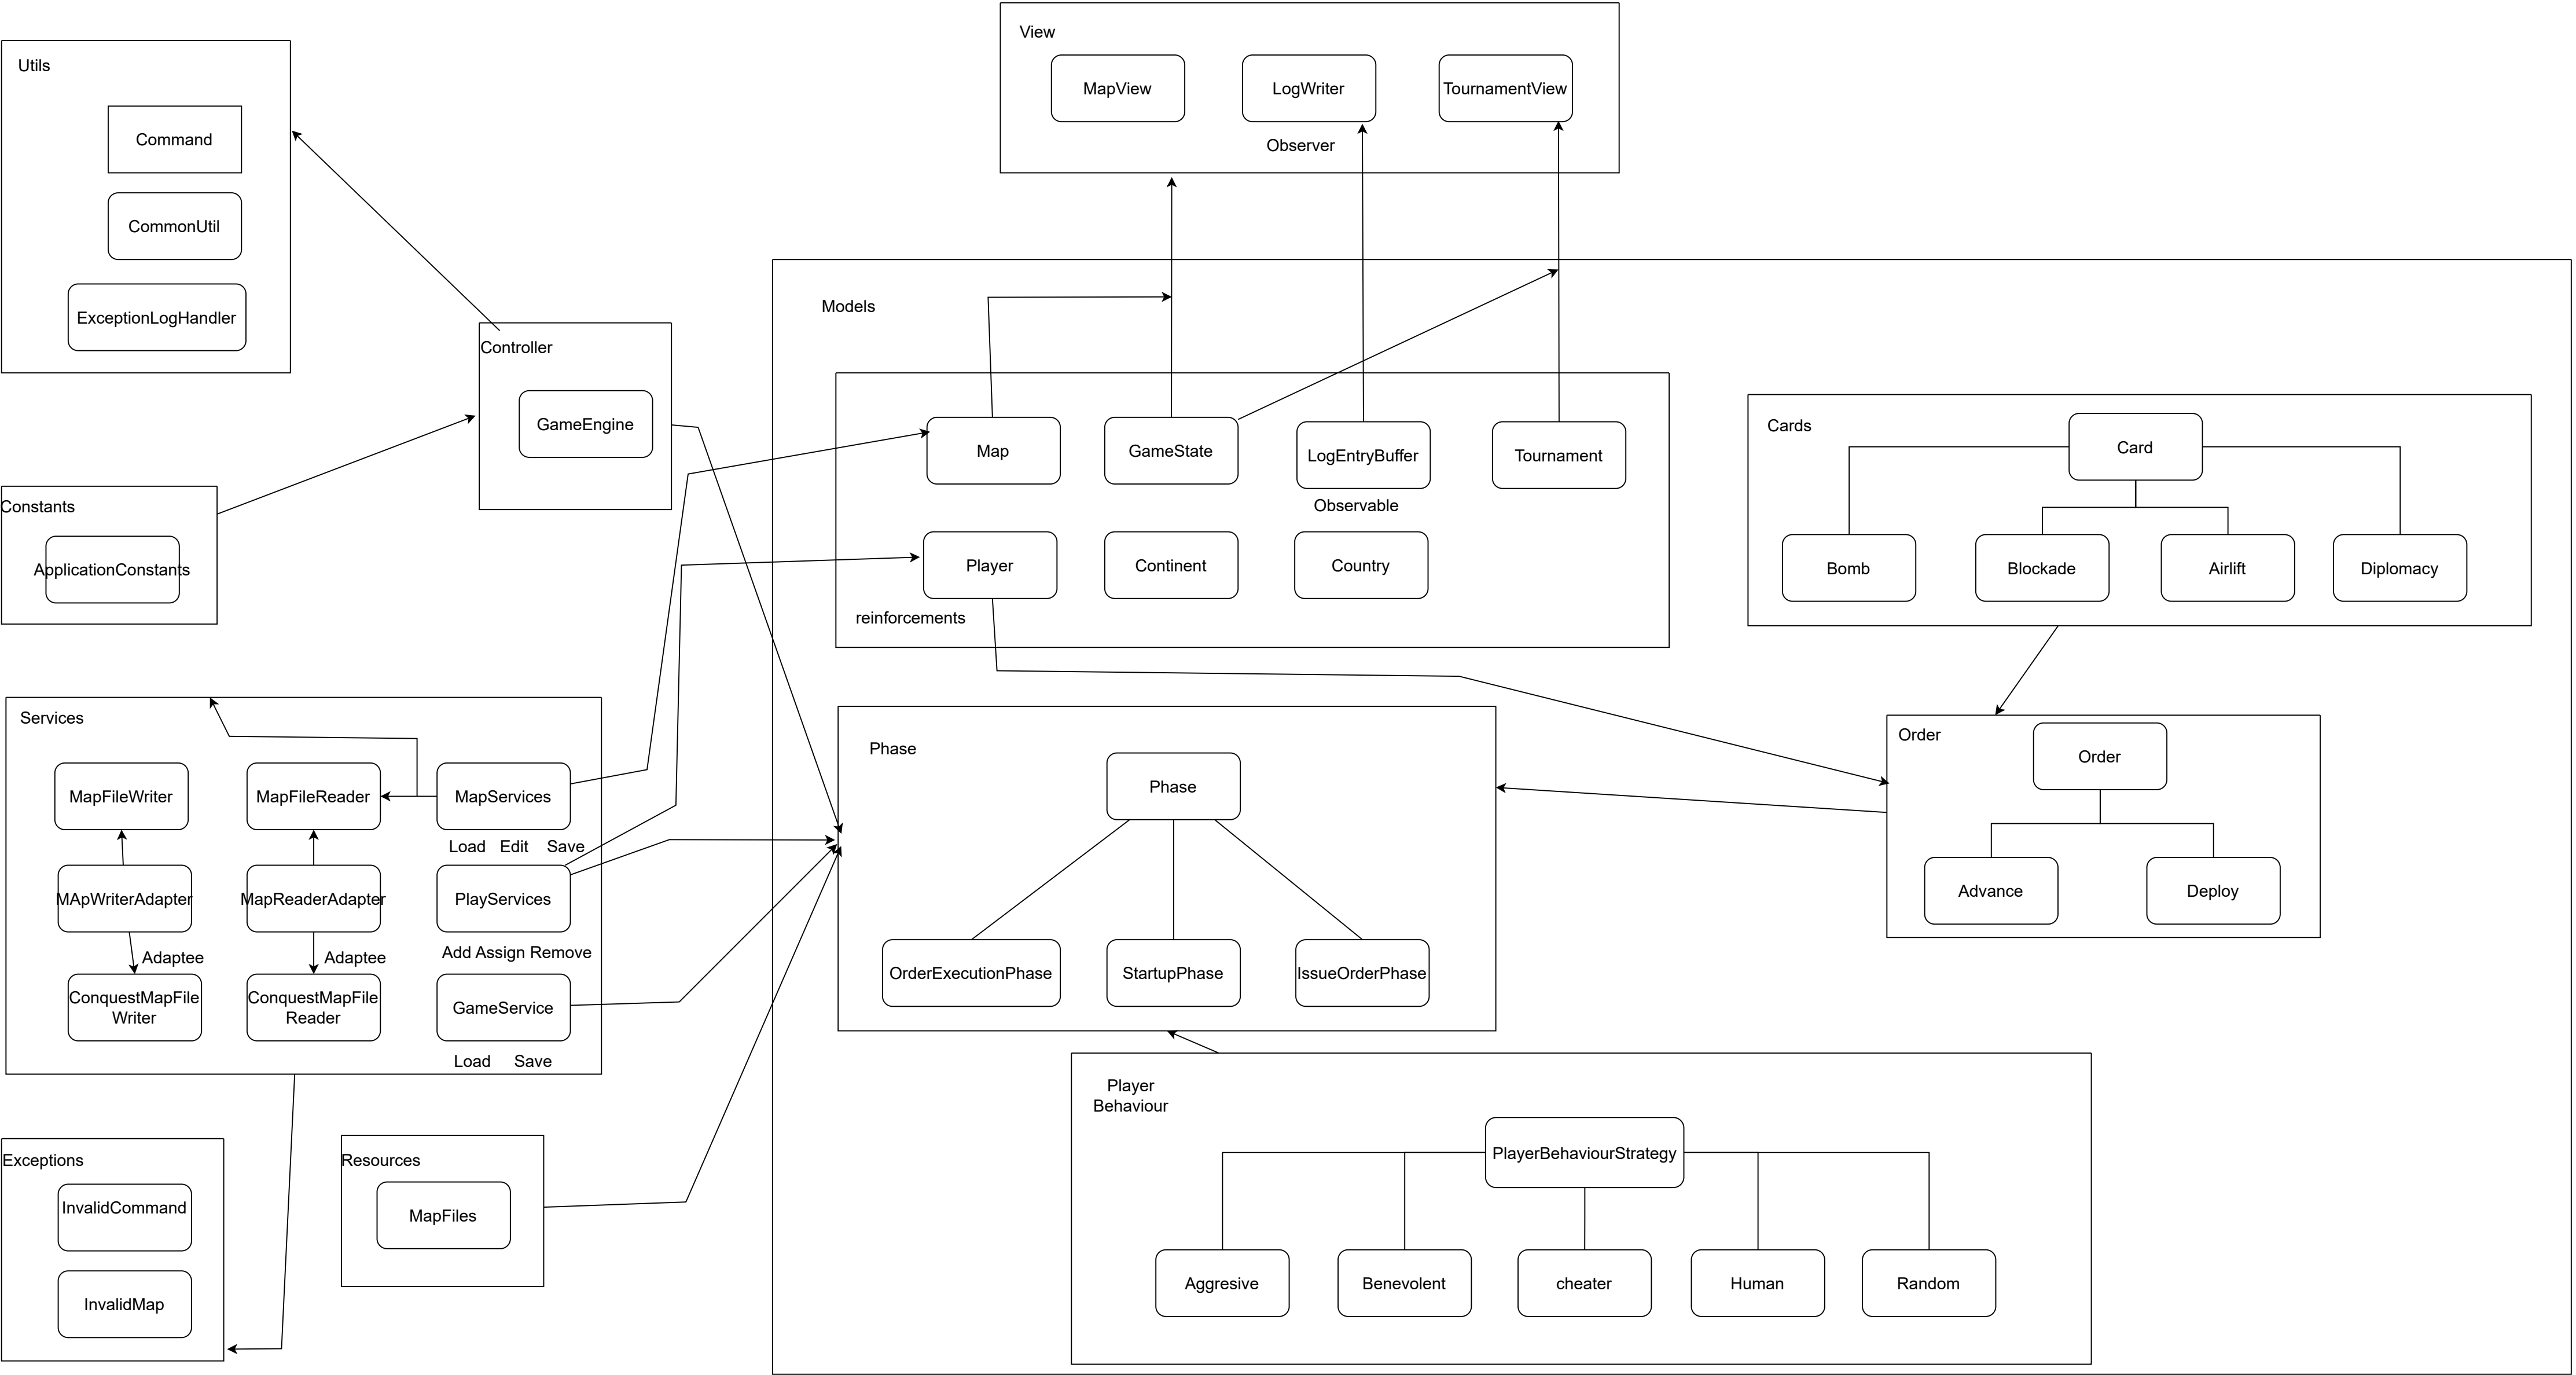 View
MapView
LogWriter
TournamentView
Observer
Utils
Command
CommonUtil
ExceptionLogHandler
Controller
GameEngine
Constants
ApplicationConstants
Models
Map
GameState
LogEntryBuffer
Tournament
Observable
Player
Continent
Country
reinforcements
Cards
Card
Bomb
Blockade
Airlift
Diplomacy
Services
MapFileWriter
MapFileReader
MapServices
Load Edit Save
MApWriterAdapter
MapReaderAdapter
PlayServices
Adaptee
Adaptee
Add Assign Remove
ConquestMapFile
Writer
ConquestMapFile
Reader
GameService
Load Save
Phase
Phase
OrderExecutionPhase
StartupPhase
IssueOrderPhase
Order
Order
Advance
Deploy
Exceptions
InvalidCommand
InvalidMap
Resources
MapFiles
Player
Behaviour
PlayerBehaviourStrategy
Aggresive
Benevolent
cheater
Human
Random